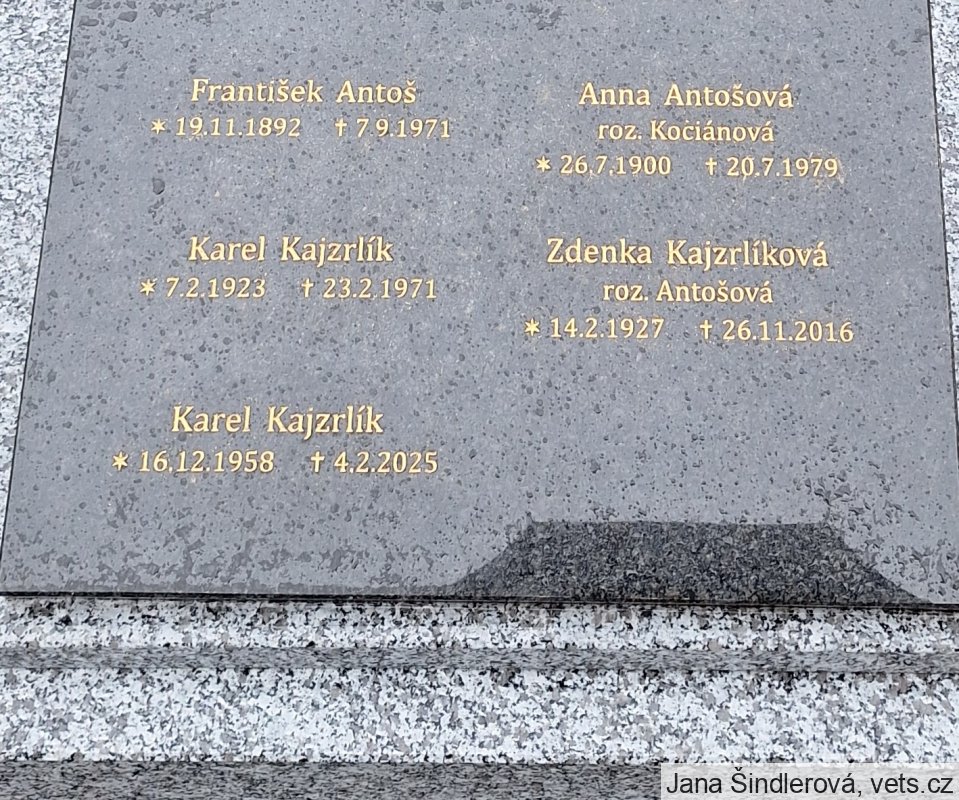 František Antoš
✶ 19.11.1892 † 7.9.1971
Anna Antošová
roz. Kociánová
✶ 26.7.1900 † 20.7.1979
Karel Kajzrlík
✶ 7.2.1923 † 23.2.1971
Zdenka Kajzrlíková
roz. Antošová
✶ 14.2.1927 † 26.11.2016
Karel Kajzrlík
✶ 16.12.1958 † 4.2.2025
Jana Šindlerová, vets.cz